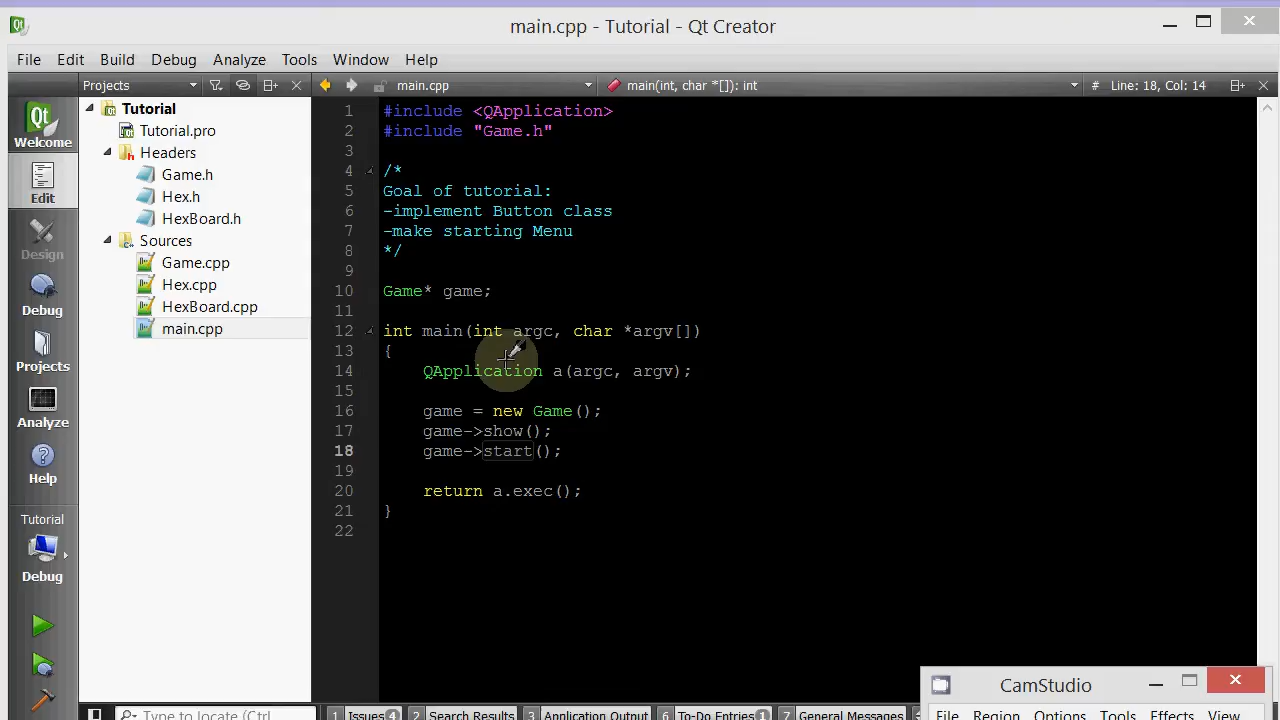 main.cpp - Tutorial - Qt Creator
File Edit Build Debug Analyze Tools Window Help
Projects main.cpp main(int, char *[]): int # Line: 18, Col: 14
Qt
Welcome
Edit
Design
Debug
Projects
Analyze
Help
Tutorial
Debug
Tutorial
Tutorial.pro
Headers
Game.h
Hex.h
HexBoard.h
Sources
Game.cpp
Hex.cpp
HexBoard.cpp
main.cpp
1 #include <QApplication>
2 #include "Game.h"
3
4 /*
5 Goal of tutorial:
6 -implement Button class
7 -make starting Menu
8 */
9
10 Game* game;
11
12 int main(int argc, char *argv[])
13 {
14 QApplication a(argc, argv);
15
16 game = new Game();
17 game->show();
18 game->start();
19
20 return a.exec();
21 }
22
Type to locate (Ctrl 1 Issues 4 2 Search Results 3 Application Output 6 To-Do Entries 1 7 General Messages
CamStudio
File Region Options Tools Effects View